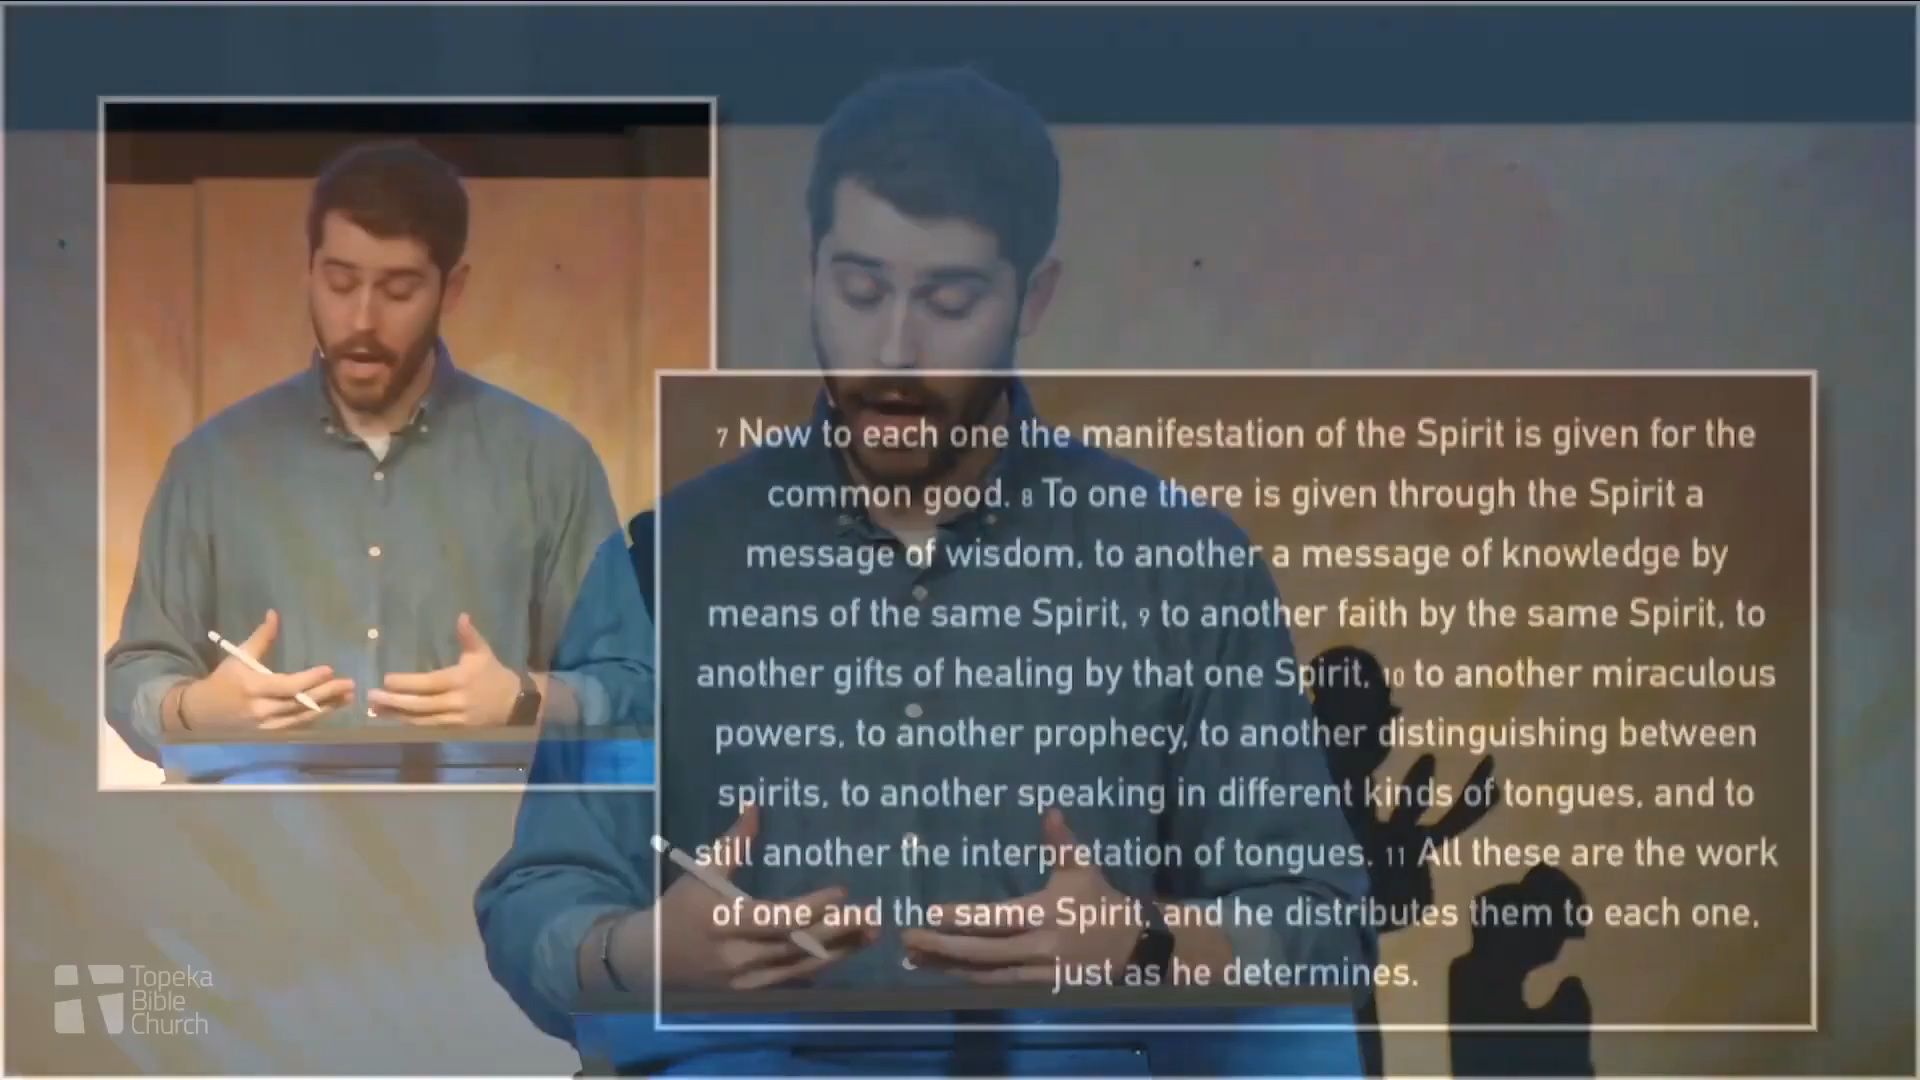 7 Now to each one the manifestation of the Spirit is given for the
common good. 8 To one there is given through the Spirit a
message of wisdom, to another a message of knowledge by
means of the same Spirit, 9 to another faith by the same Spirit, to
another gifts of healing by that one Spirit, 10 to another miraculous
powers, to another prophecy, to another distinguishing between
spirits, to another speaking in different kinds of tongues, and to
still another the interpretation of tongues. 11 All these are the work
of one and the same Spirit, and he distributes them to each one,
just as he determines.
Topeka
Bible
Church